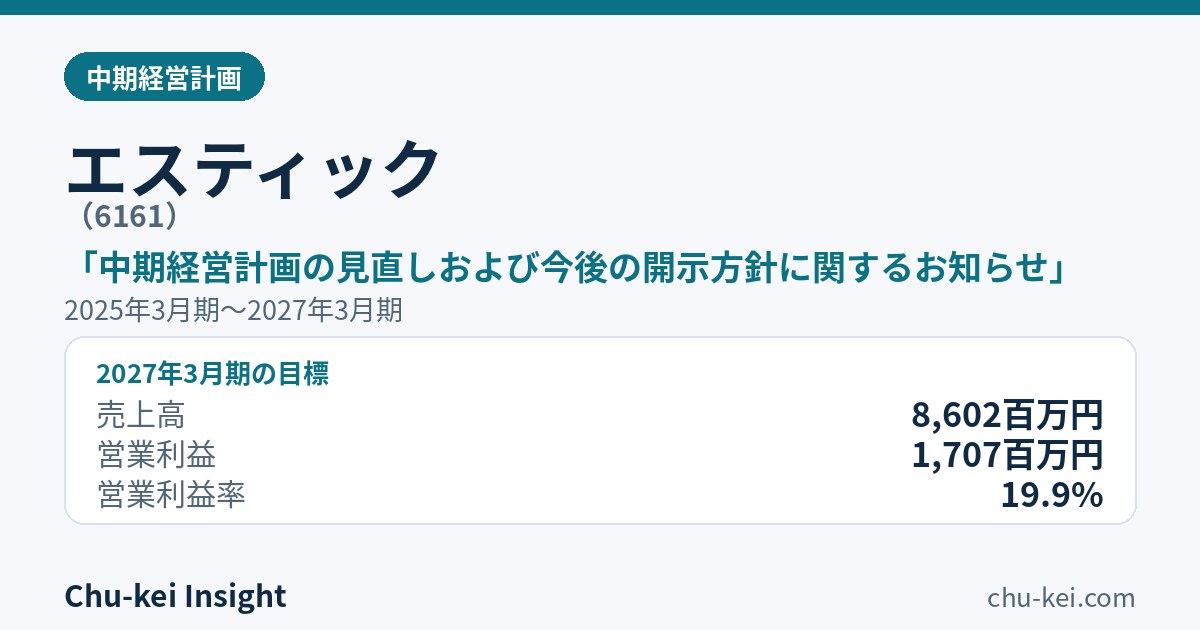 中期経営計画
エスティック
（6161）
「中期経営計画の見直しおよび今後の開示方針に関するお知らせ」
2025年3月期～2027年3月期
2027年3月期の目標
売上高 8,602百万円
営業利益 1,707百万円
営業利益率 19.9%
Chu-kei Insight chu-kei.com